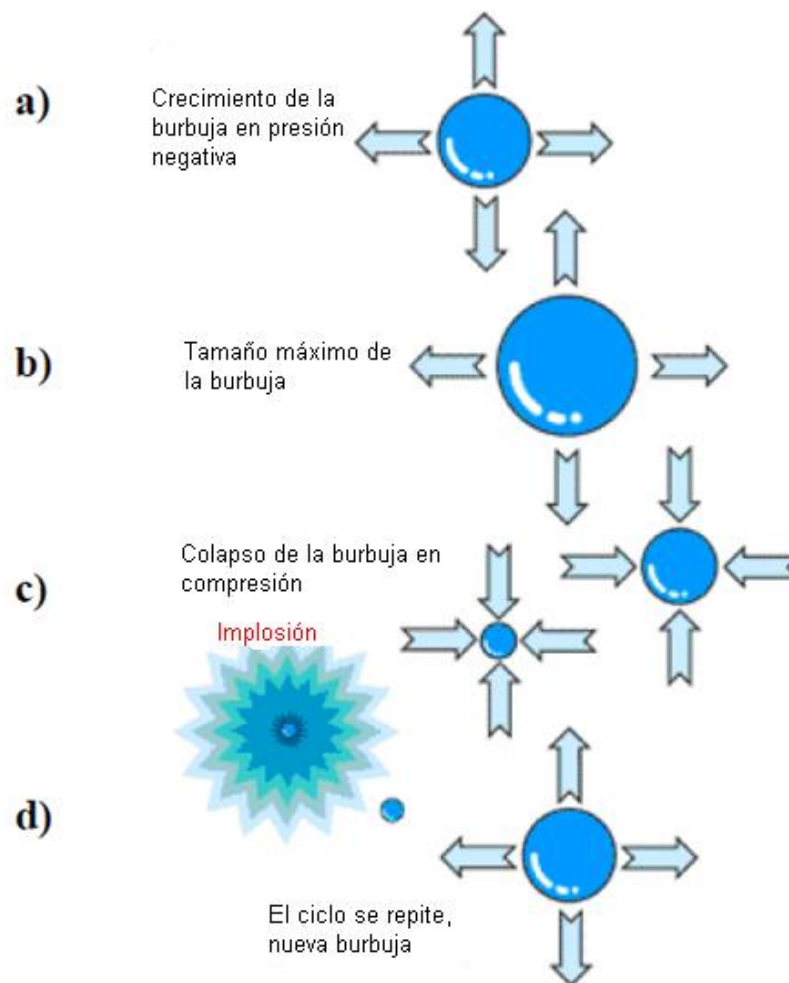 a)
Crecimiento de la
burbuja en presión
negativa
b)
Tamaño máximo de
la burbuja
c)
Colapso de la burbuja en
compresión
Implosión
d)
El ciclo se repite,
nueva burbuja